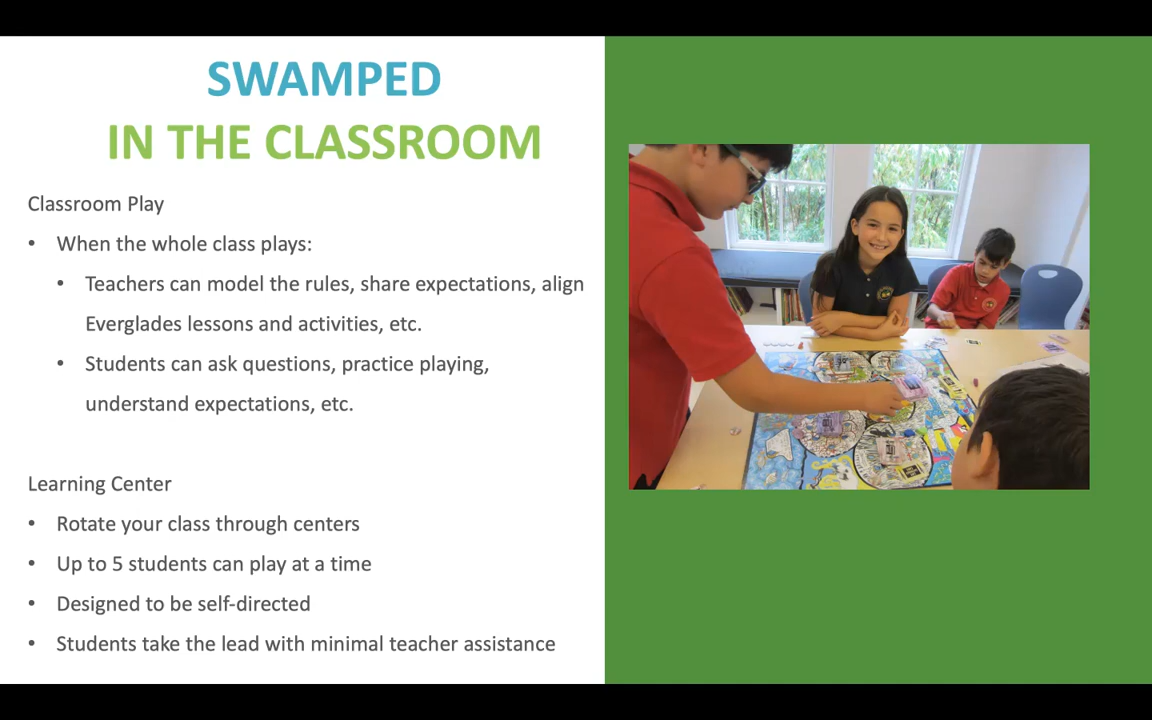 SWAMPED
IN THE CLASSROOM
Classroom Play
• When the whole class plays:
• Teachers can model the rules, share expectations, align
Everglades lessons and activities, etc.
• Students can ask questions, practice playing,
understand expectations, etc.
Learning Center
• Rotate your class through centers
• Up to 5 students can play at a time
• Designed to be self-directed
• Students take the lead with minimal teacher assistance